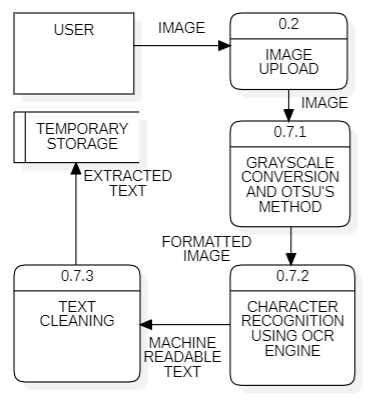 USER
IMAGE
0.2
IMAGE
UPLOAD
IMAGE
0.7.1
GRAYSCALE
CONVERSION
AND OTSU'S
METHOD
TEMPORARY
STORAGE
EXTRACTED
TEXT
FORMATTED
IMAGE
0.7.2
CHARACTER
RECOGNITION
USING OCR
ENGINE
MACHINE
READABLE
TEXT
0.7.3
TEXT
CLEANING